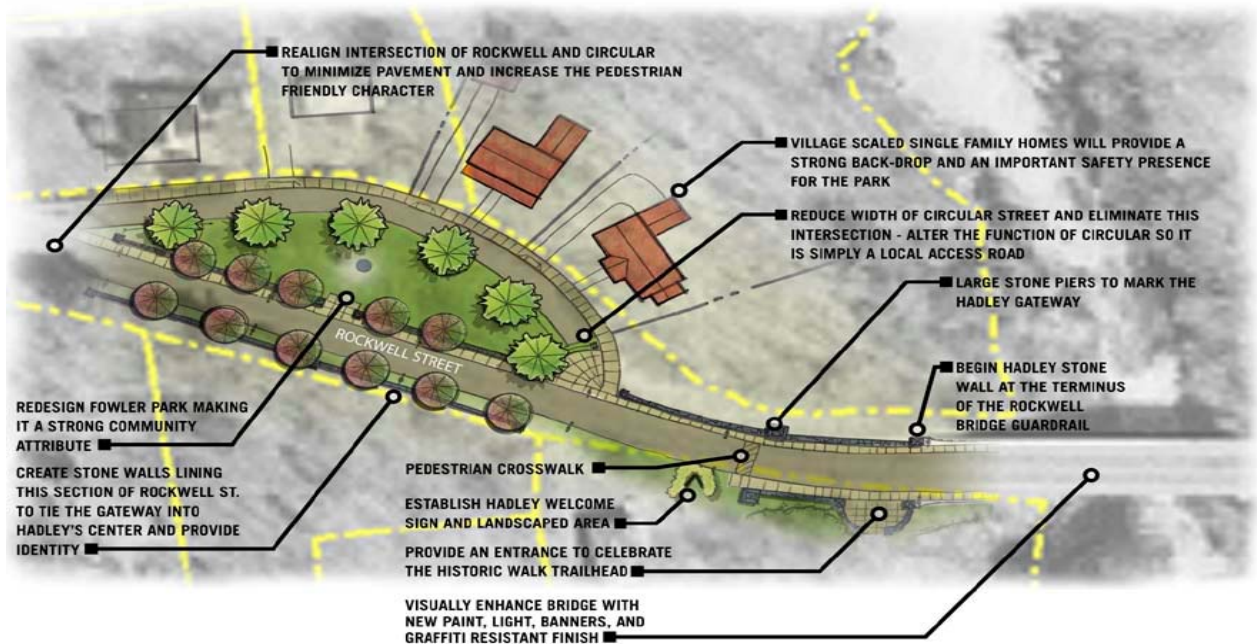 REALIGN INTERSECTION OF ROCKWELL AND CIRCULAR
TO MINIMIZE PAVEMENT AND INCREASE THE PEDESTRIAN
FRIENDLY CHARACTER
VILLAGE SCALED SINGLE FAMILY HOMES WILL PROVIDE A
STRONG BACK-DROP AND AN IMPORTANT SAFETY PRESENCE
FOR THE PARK
REDUCE WIDTH OF CIRCULAR STREET AND ELIMINATE THIS
INTERSECTION - ALTER THE FUNCTION OF CIRCULAR SO IT
IS SIMPLY A LOCAL ACCESS ROAD
LARGE STONE PIERS TO MARK THE
HADLEY GATEWAY
BEGIN HADLEY STONE
WALL AT THE TERMINUS
OF THE ROCKWELL
BRIDGE GUARDRAIL
ROCKWELL STREET
REDESIGN FOWLER PARK MAKING
IT A STRONG COMMUNITY
ATTRIBUTE
CREATE STONE WALLS LINING
THIS SECTION OF ROCKWELL ST.
TO TIE THE GATEWAY INTO
HADLEY'S CENTER AND PROVIDE
IDENTITY
PEDESTRIAN CROSSWALK
ESTABLISH HADLEY WELCOME
SIGN AND LANDSCAPED AREA
PROVIDE AN ENTRANCE TO CELEBRATE
THE HISTORIC WALK TRAILHEAD
VISUALLY ENHANCE BRIDGE WITH
NEW PAINT, LIGHT, BANNERS, AND
GRAFFITI RESISTANT FINISH